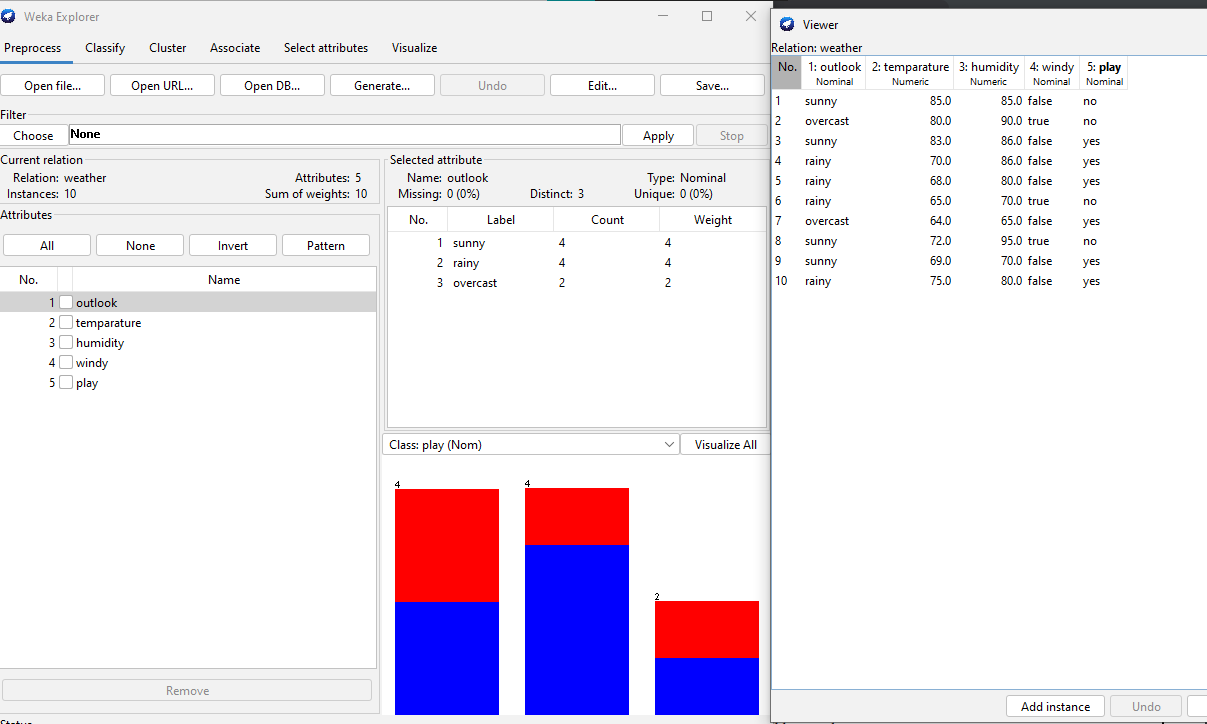 Weka Explorer
Preprocess Classify Cluster Associate Select attributes Visualize
Open file... Open URL... Open DB... Generate... Undo Edit... Save...
Filter
Choose None Apply Stop
Current relation
Relation: weather Attributes: 5
Instances: 10 Sum of weights: 10
Attributes
All None Invert Pattern
No. Name
1 outlook
2 temparature
3 humidity
4 windy
5 play
Remove
Status
Selected attribute
Name: outlook Type: Nominal
Missing: 0 (0%) Distinct: 3 Unique: 0 (0%)
No. Label Count Weight
1 sunny 4 4
2 rainy 4 4
3 overcast 2 2
Class: play (Nom) Visualize All
4 4 2
Viewer
Relation: weather
No. 1: outlook 2: temparature 3: humidity 4: windy 5: play
Nominal Numeric Numeric Nominal Nominal
1 sunny 85.0 85.0 false no
2 overcast 80.0 90.0 true no
3 sunny 83.0 86.0 false yes
4 rainy 70.0 86.0 false yes
5 rainy 68.0 80.0 false yes
6 rainy 65.0 70.0 true no
7 overcast 64.0 65.0 false yes
8 sunny 72.0 95.0 true no
9 sunny 69.0 70.0 false yes
10 rainy 75.0 80.0 false yes
Add instance Undo